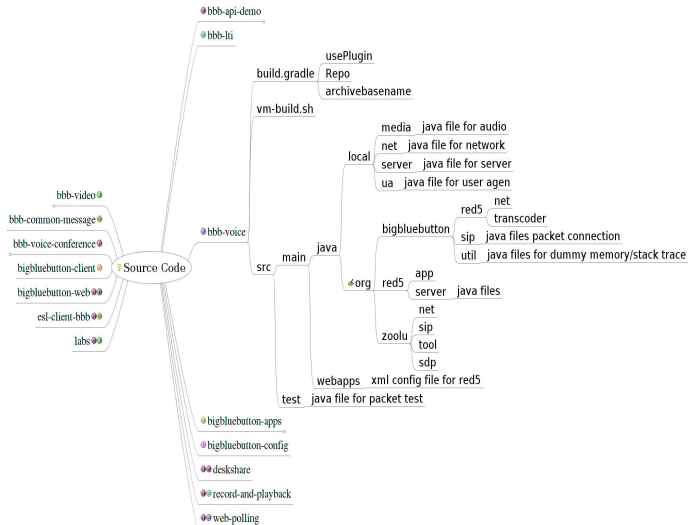 bbb-api-demo
bbb-lti
usePlugin
build.gradle
Repo
archivebasename
vm-build.sh
media
java file for audio
net
java file for network
local
server
java file for server
ua
java file for user agen
bbb-video
bbb-common-message
bbb-voice-conference
bigbluebutton-client
bigbluebutton-web
esl-client-bbb
labs
Source Code
bbb-voice
src
main
java
org
bigbluebutton
red5
net
transcoder
sip
java files packet connection
util
java files for dummy memory/stack trace
red5
app
server
java files
zoolu
net
sip
tool
sdp
webapps
xml config file for red5
test
java file for packet test
bigbluebutton-apps
bigbluebutton-config
deskshare
record-and-playback
web-polling